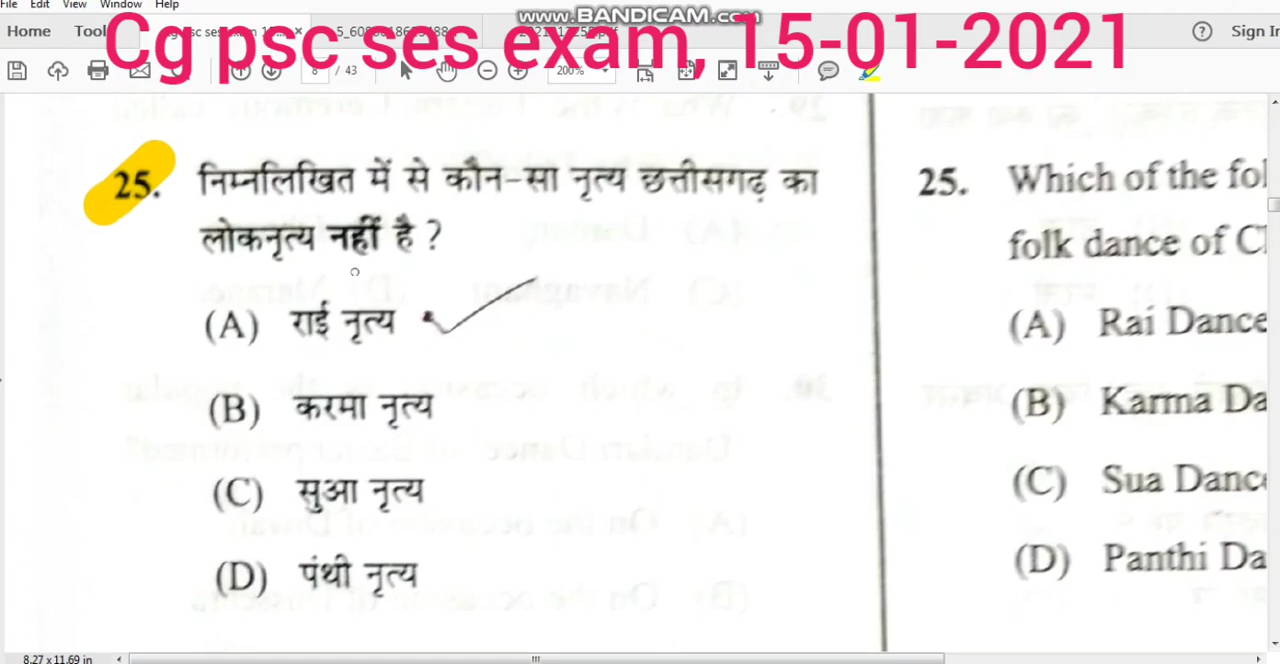 File Edit View Window Help
www.BANDICAM.com
Home Tool
Cg psc ses exam, 15-01-2021
Sign In
8 / 43
200%
25. निम्नलिखित में से कौन-सा नृत्य छत्तीसगढ़ का
लोकनृत्य नहीं है ?
(A) राई नृत्य
(B) करमा नृत्य
(C) सुआ नृत्य
(D) पंथी नृत्य
25. Which of the fol
folk dance of C
(A) Rai Dance
(B) Karma Da
(C) Sua Danc
(D) Panthi Da
8.27 x 11.69 in